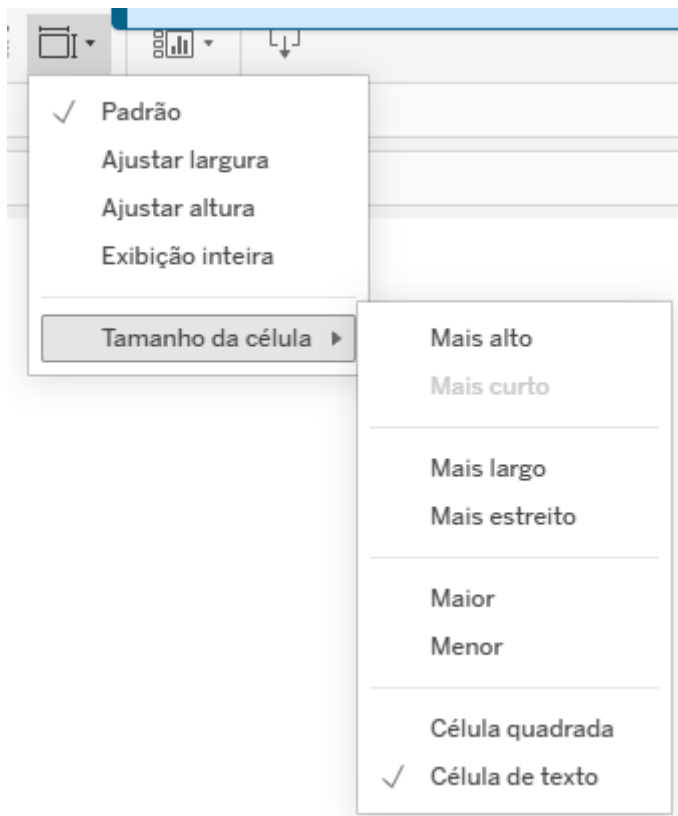 Padrão
Ajustar largura
Ajustar altura
Exibição inteira
Tamanho da célula
Mais alto
Mais curto
Mais largo
Mais estreito
Maior
Menor
Célula quadrada
Célula de texto